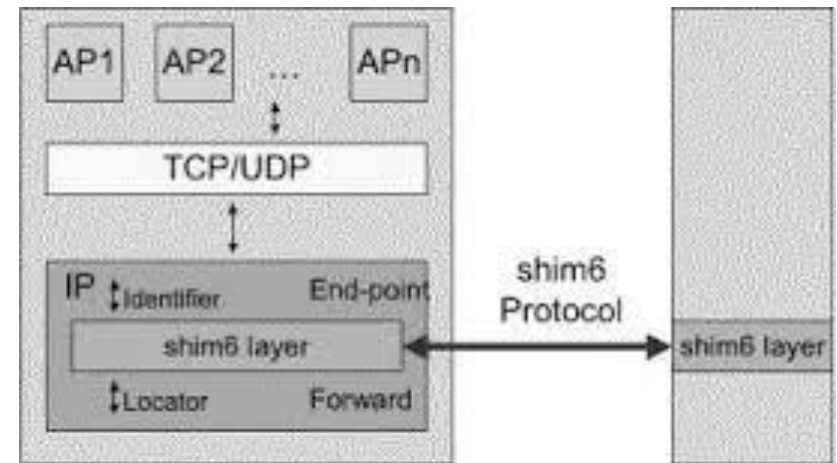 AP1 AP2 ... APn
TCP/UDP
IP Identifier End-point
shim6 layer
Locator Forward
shim6
Protocol
shim6 layer